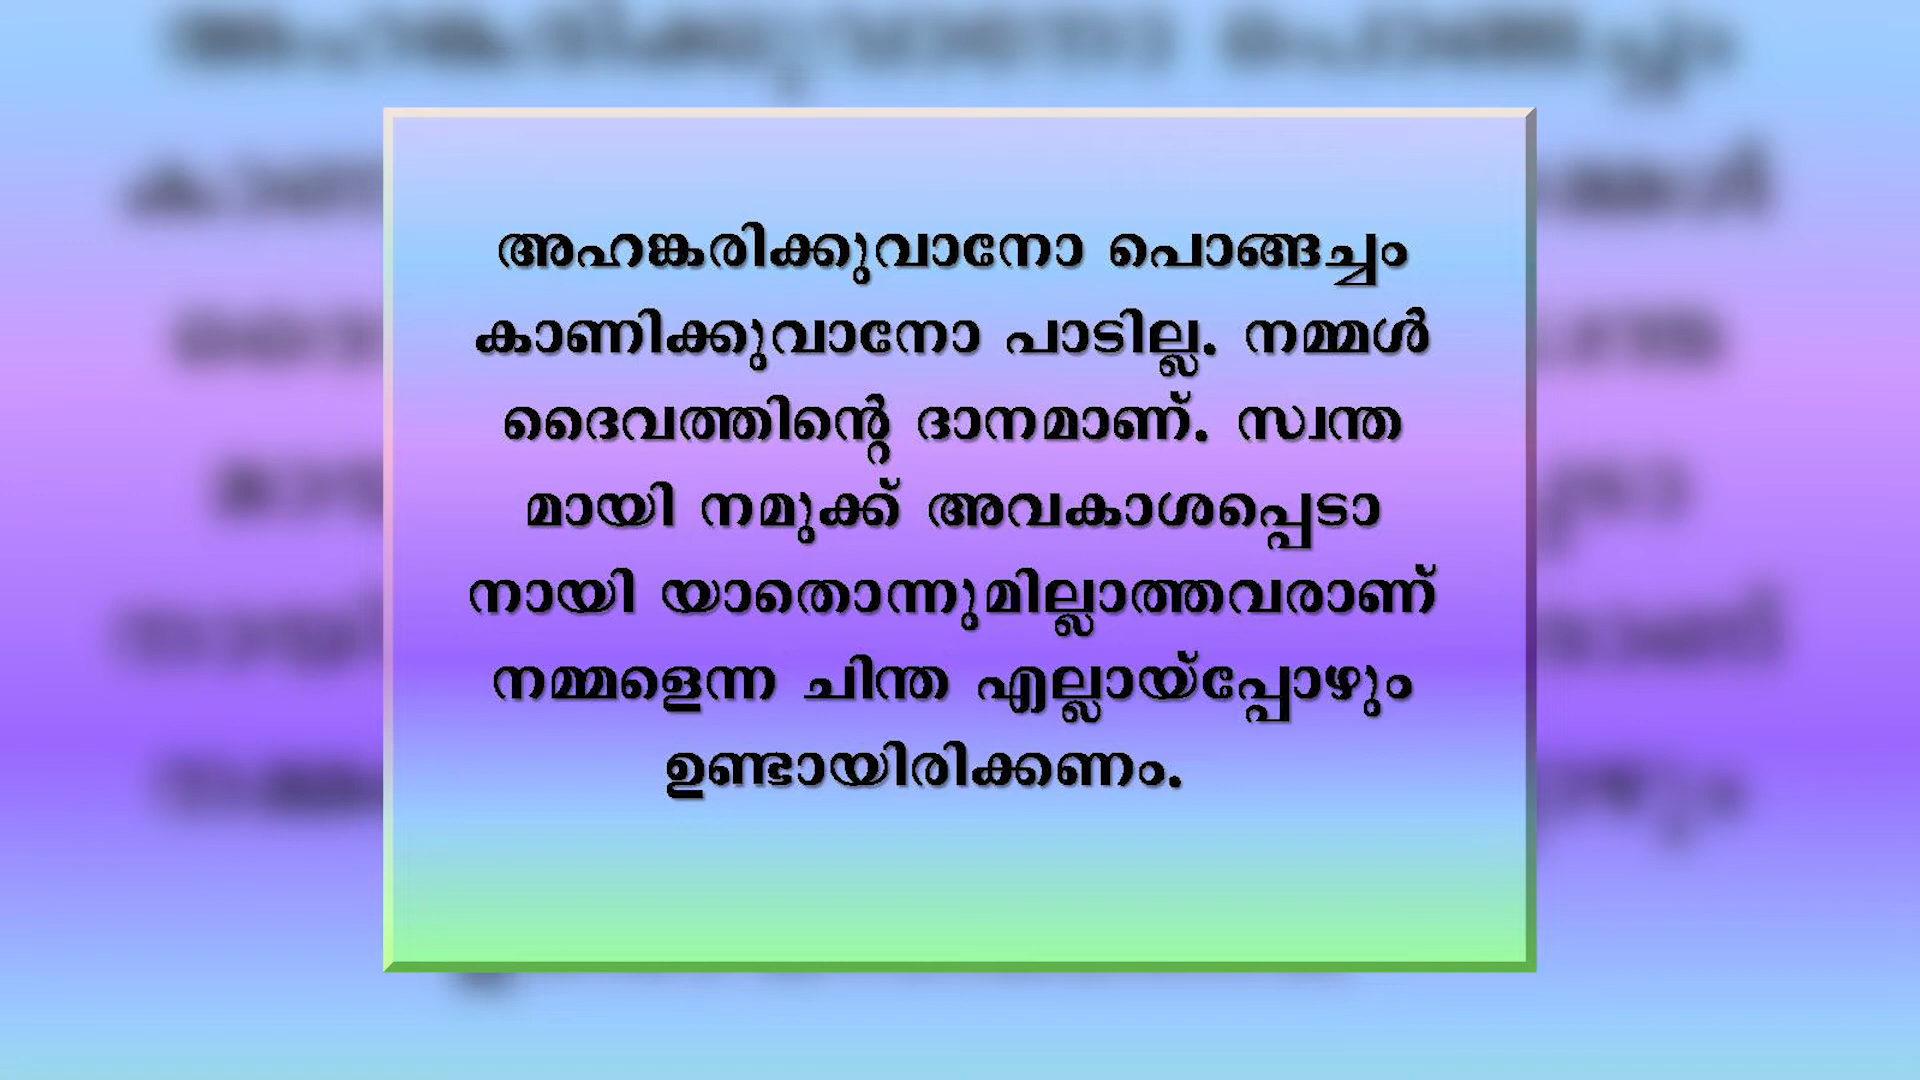 അഹങ്കരിക്കുവാനോ പൊങ്ങച്ചം
കാണിക്കുവാനോ പാടില്ല. നമ്മൾ
ദൈവത്തിന്റെ ദാനമാണ്. സ്വന്ത
മായി നമുക്ക് അവകാശപ്പെടാ
നായി യാതൊന്നുമില്ലാത്തവരാണ്
നമ്മളെന്ന ചിന്ത എല്ലായ്പ്പോഴും
ഉണ്ടായിരിക്കണം.